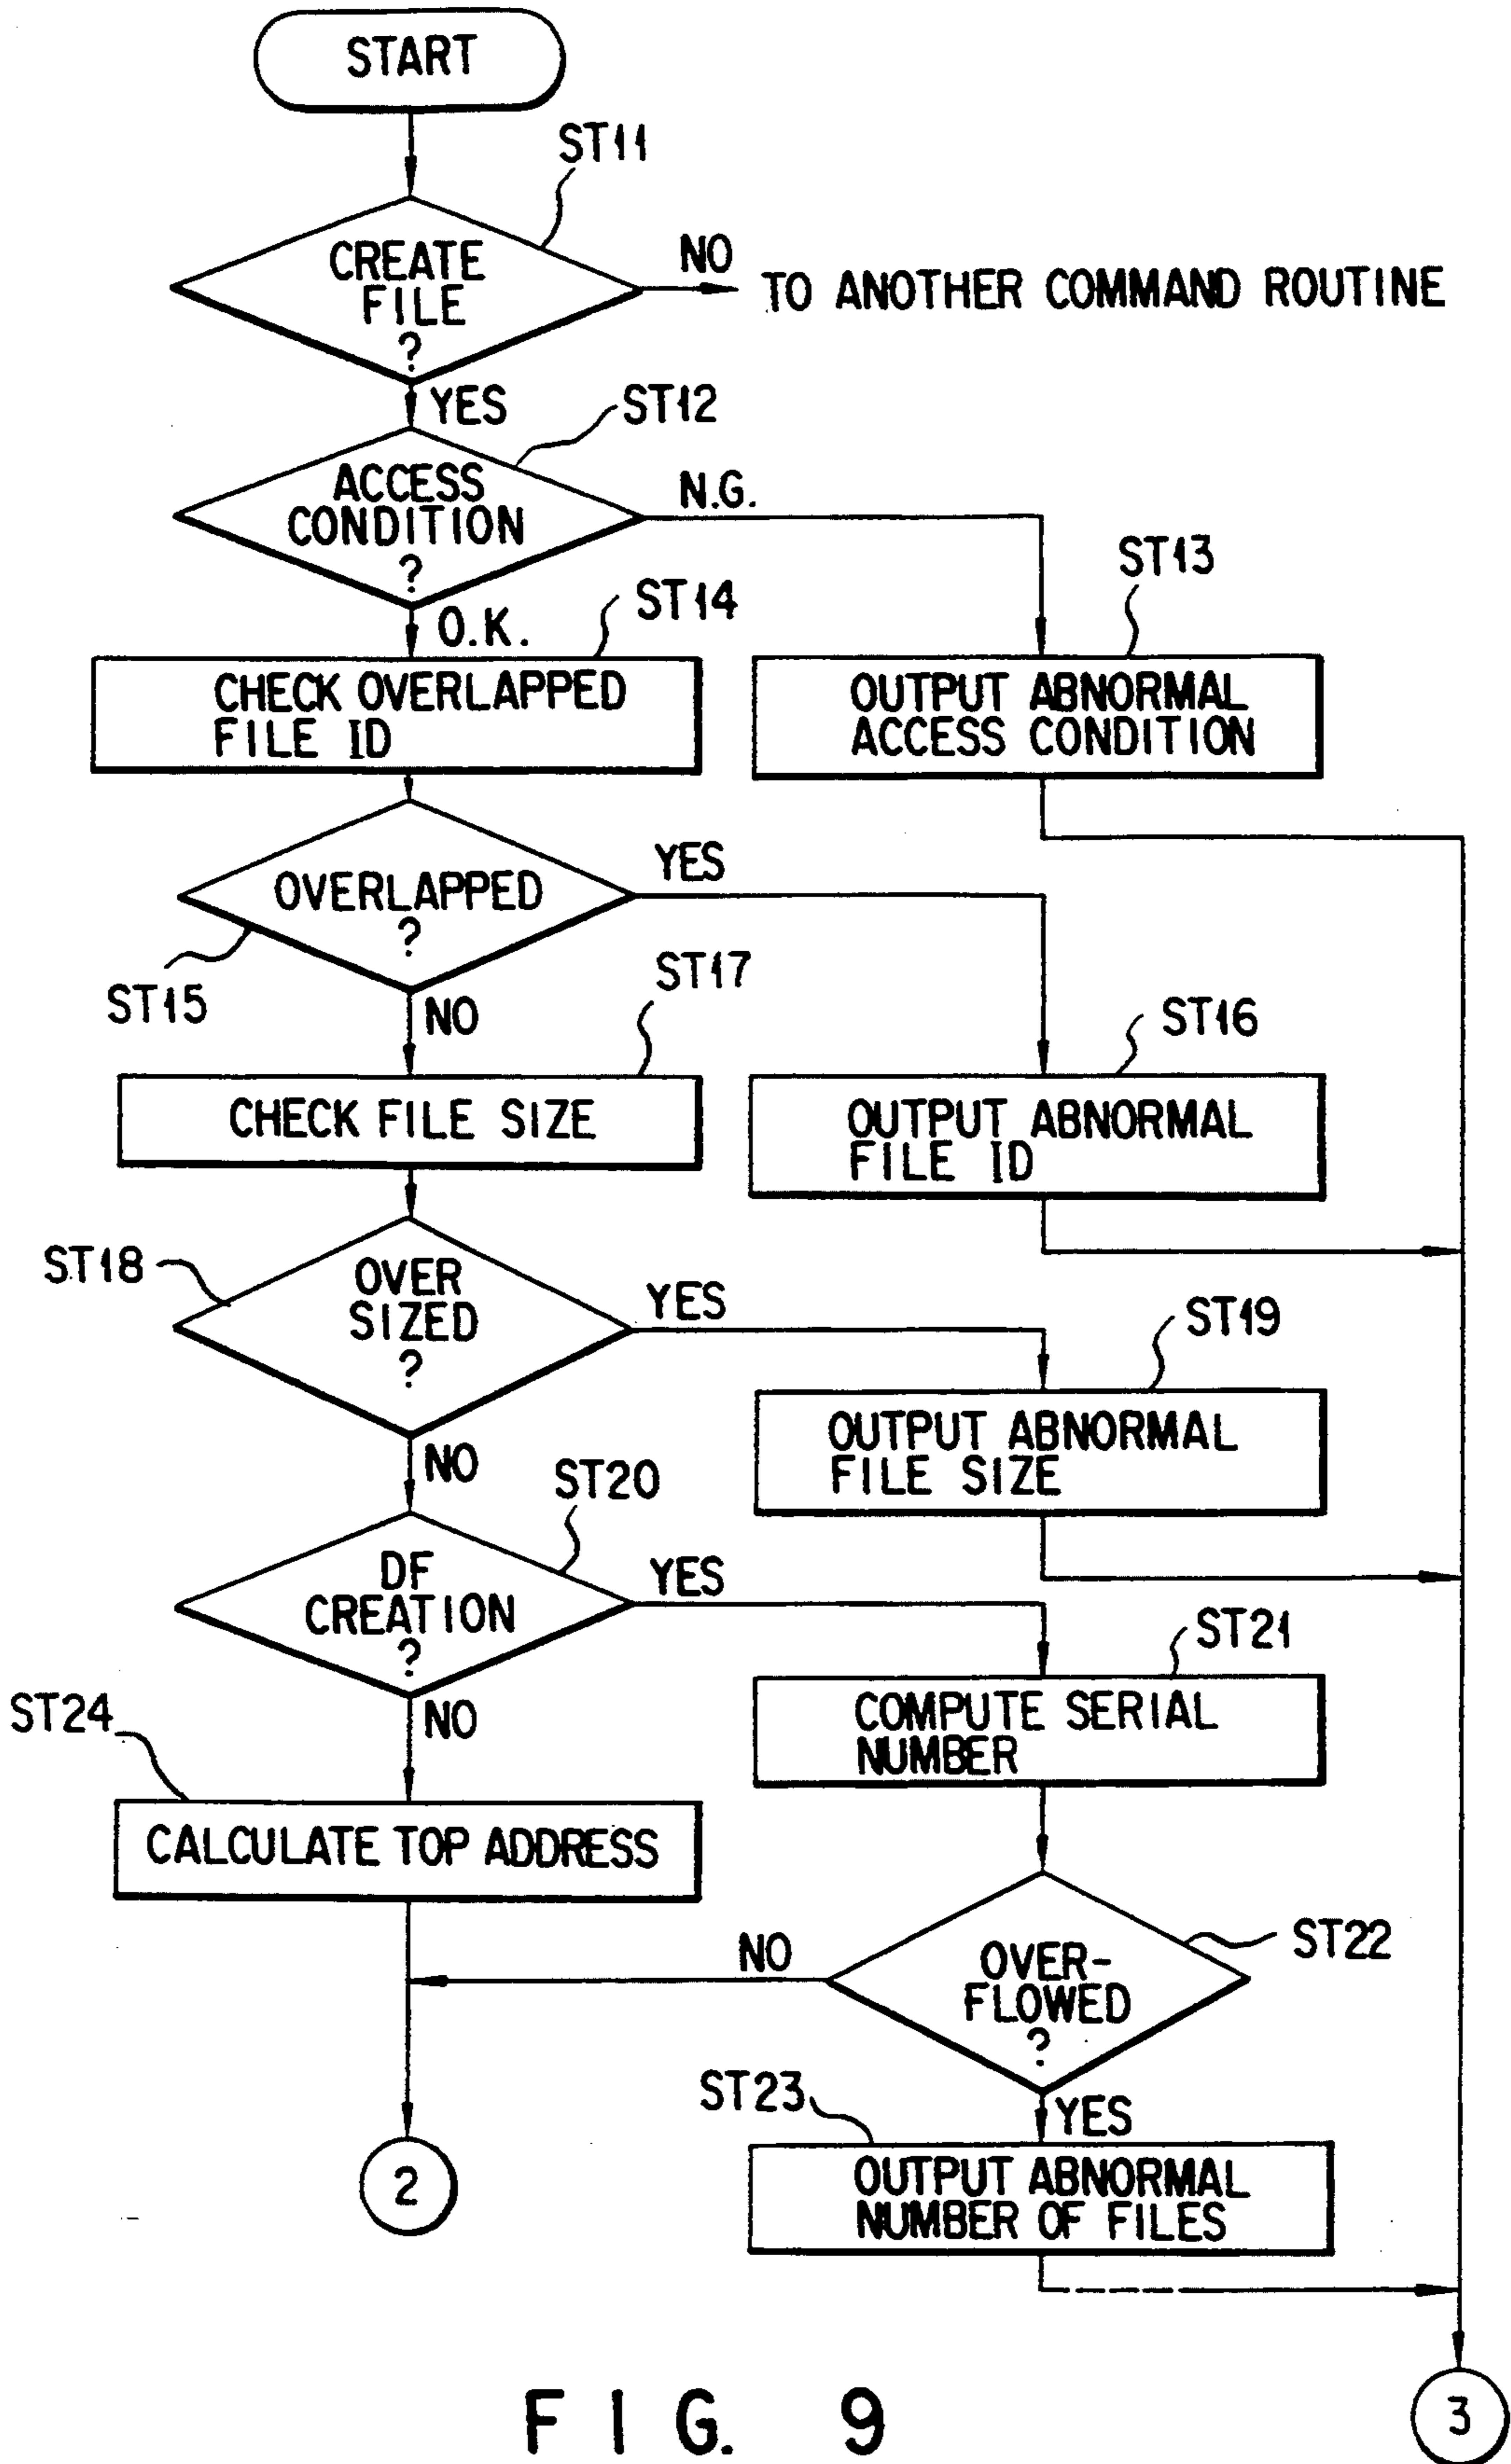 START
ST11
CREATE
FILE
?
NO
TO ANOTHER COMMAND ROUTINE
YES
ST12
ACCESS
CONDITION
?
N.G.
ST13
O.K.
ST14
CHECK OVERLAPPED
FILE ID
OUTPUT ABNORMAL
ACCESS CONDITION
OVERLAPPED
?
YES
ST15
NO
ST17
ST16
CHECK FILE SIZE
OUTPUT ABNORMAL
FILE ID
ST18
OVER
SIZED
?
YES
ST19
NO
OUTPUT ABNORMAL
FILE SIZE
ST20
DF
CREATION
?
YES
ST21
ST24
NO
COMPUTE SERIAL
NUMBER
CALCULATE TOP ADDRESS
NO
OVER-
FLOWED
?
ST22
ST23
YES
2
OUTPUT ABNORMAL
NUMBER OF FILES
3
FIG. 9